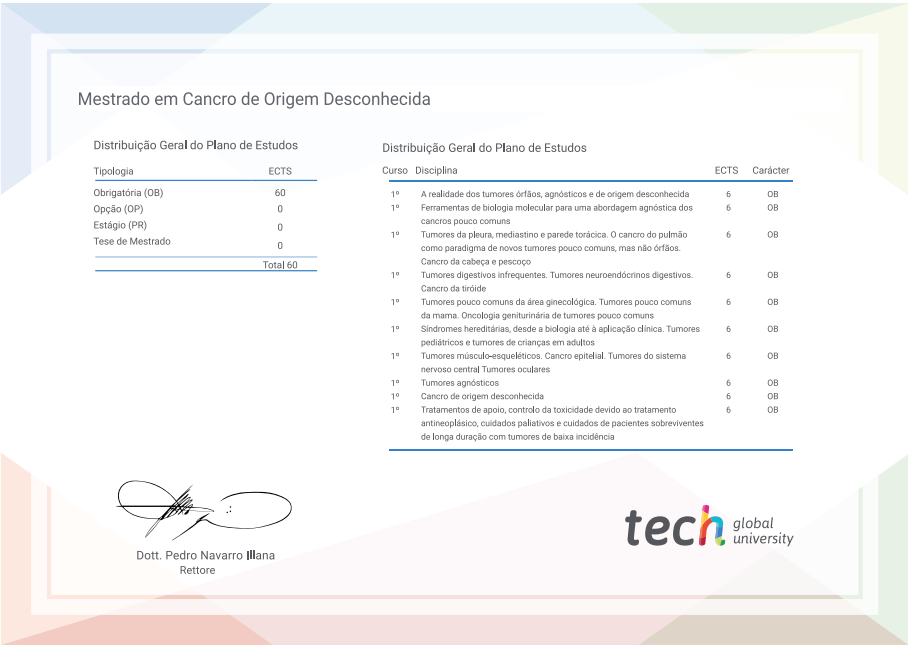 Mestrado em Cancro de Origem Desconhecida
Distribuição Geral do Plano de Estudos
Tipologia ECTS
Obrigatória (OB) 60
Opção (OP) 0
Estágio (PR) 0
Tese de Mestrado 0
Total 60
Distribuição Geral do Plano de Estudos
Curso Disciplina ECTS Carácter
1º A realidade dos tumores órfãos, agnósticos e de origem desconhecida 6 OB
1º Ferramentas de biologia molecular para uma abordagem agnóstica dos 6 OB
cancros pouco comuns
1º Tumores da pleura, mediastino e parede torácica. O cancro do pulmão 6 OB
como paradigma de novos tumores pouco comuns, mas não órfãos.
Cancro da cabeça e pescoço
1º Tumores digestivos infrequentes. Tumores neuroendócrinos digestivos. 6 OB
Cancro da tiróide
1º Tumores pouco comuns da área ginecológica. Tumores pouco comuns 6 OB
da mama. Oncologia geniturinária de tumores pouco comuns
1º Síndromes hereditárias, desde a biologia até à aplicação clínica. Tumores 6 OB
pediátricos e tumores de crianças em adultos
1º Tumores músculo-esqueléticos. Cancro epitelial. Tumores do sistema 6 OB
nervoso central Tumores oculares
1º Tumores agnósticos 6 OB
1º Cancro de origem desconhecida 6 OB
1º Tratamentos de apoio, controlo da toxicidade devido ao tratamento 6 OB
antineoplásico, cuidados paliativos e cuidados de pacientes sobreviventes
de longa duração com tumores de baixa incidência
Dott. Pedro Navarro Illana
Rettore
tech global
university